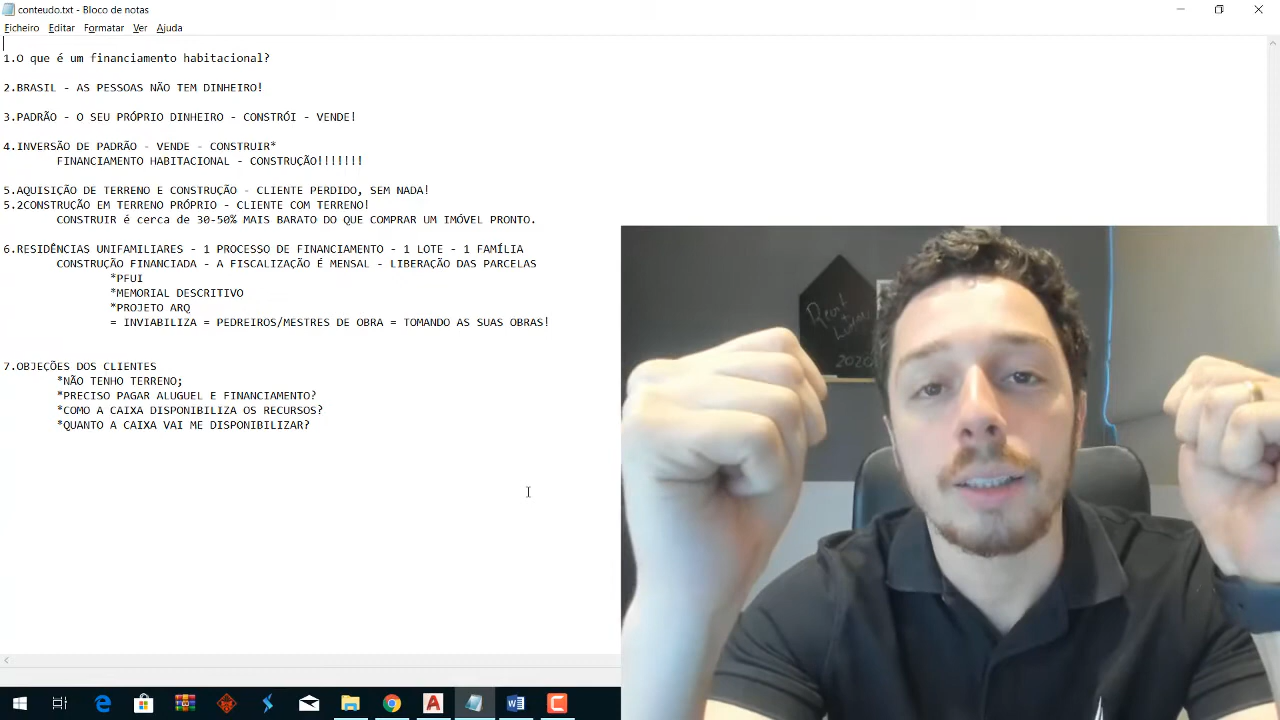 conteudo.txt - Bloco de notas
Ficheiro Editar Formatar Ver Ajuda
1.O que é um financiamento habitacional?
2.BRASIL - AS PESSOAS NÃO TEM DINHEIRO!
3.PADRÃO - O SEU PRÓPRIO DINHEIRO - CONSTRÓI - VENDE!
4.INVERSÃO DE PADRÃO - VENDE - CONSTRUIR*
FINANCIAMENTO HABITACIONAL - CONSTRUÇÃO!!!!!!!
5.AQUISIÇÃO DE TERRENO E CONSTRUÇÃO - CLIENTE PERDIDO, SEM NADA!
5.2CONSTRUÇÃO EM TERRENO PRÓPRIO - CLIENTE COM TERRENO!
CONSTRUIR é cerca de 30-50% MAIS BARATO DO QUE COMPRAR UM IMÓVEL PRONTO.
6.RESIDÊNCIAS UNIFAMILIARES - 1 PROCESSO DE FINANCIAMENTO - 1 LOTE - 1 FAMÍLIA
CONSTRUÇÃO FINANCIADA - A FISCALIZAÇÃO É MENSAL - LIBERAÇÃO DAS PARCELAS
*PFUI
*MEMORIAL DESCRITIVO
*PROJETO ARQ
= INVIABILIZA = PEDREIROS/MESTRES DE OBRA = TOMANDO AS SUAS OBRAS!
7.OBJEÇÕES DOS CLIENTES
*NÃO TENHO TERRENO;
*PRECISO PAGAR ALUGUEL E FINANCIAMENTO?
*COMO A CAIXA DISPONIBILIZA OS RECURSOS?
*QUANTO A CAIXA VAI ME DISPONIBILIZAR?
2020